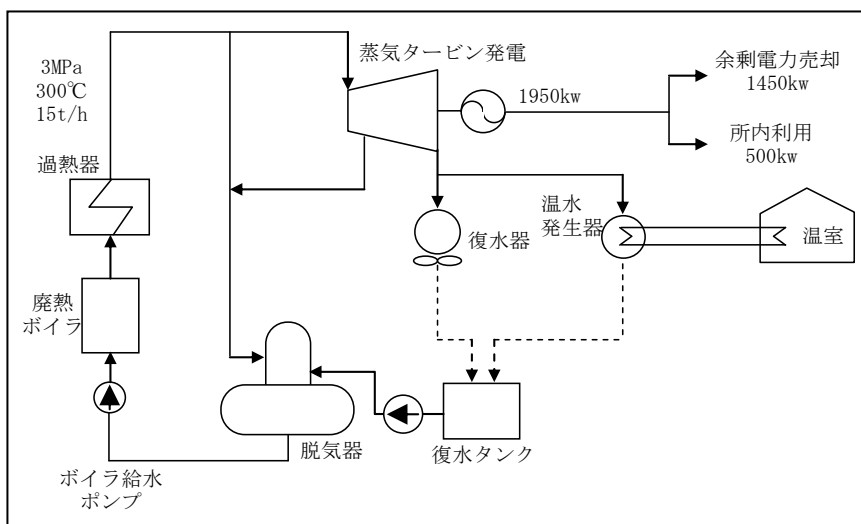 蒸気タービン発電
余剰電力売却
1450kw
3MPa
300℃
15t/h
1950kw
所内利用
500kw
過熱器
温水
発生器
復水器
温室
廃熱
ボイラ
脱気器
復水タンク
ボイラ給水
ポンプ